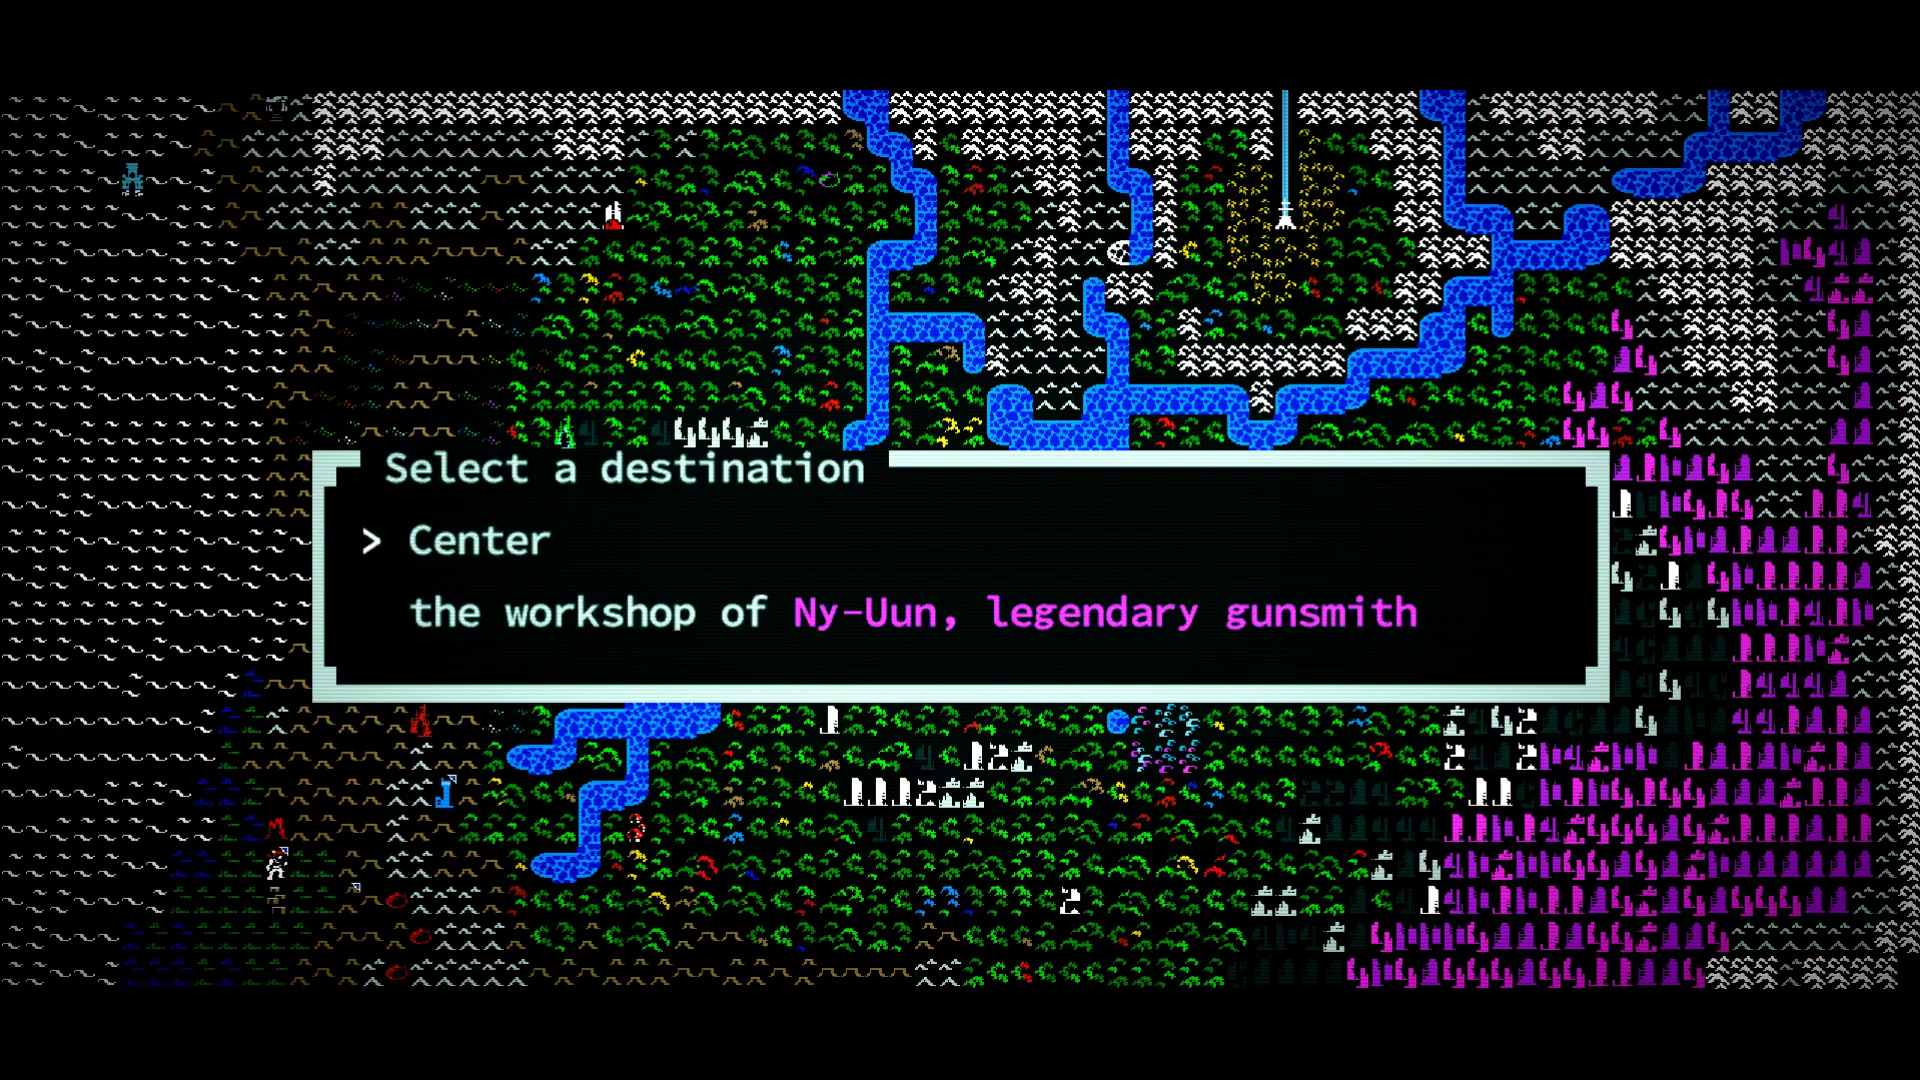 Select a destination
> Center
the workshop of Ny-Uun, legendary gunsmith